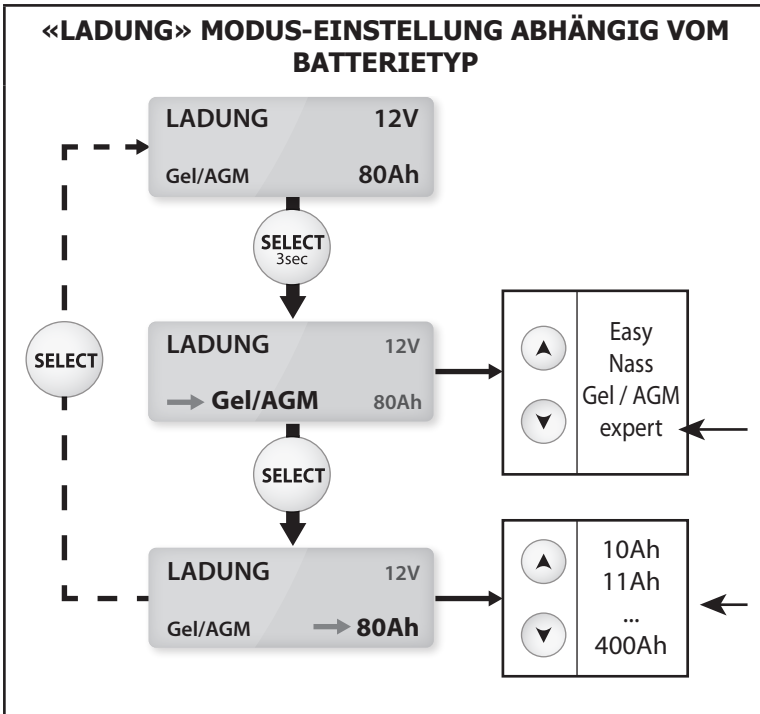 «LADUNG» MODUS-EINSTELLUNG ABHÄNGIG VOM
BATTERIETYP
LADUNG 12V
Gel/AGM 80Ah
SELECT
3sec
LADUNG 12V
Gel/AGM 80Ah
Easy
Nass
Gel / AGM
expert
SELECT
SELECT
LADUNG 12V
Gel/AGM 80Ah
10Ah
11Ah
...
400Ah